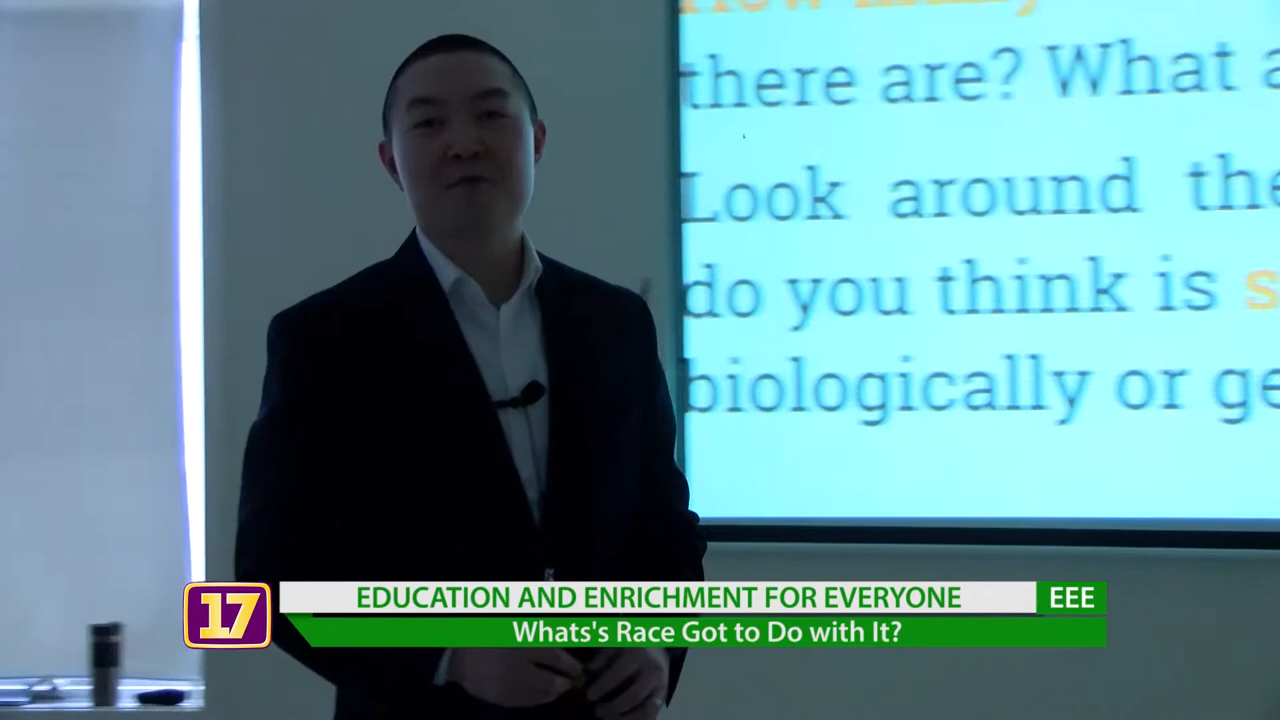 there are? What a
Look around the
do you think is s
biologically or ge
17
EDUCATION AND ENRICHMENT FOR EVERYONE
EEE
Whats's Race Got to Do with It?